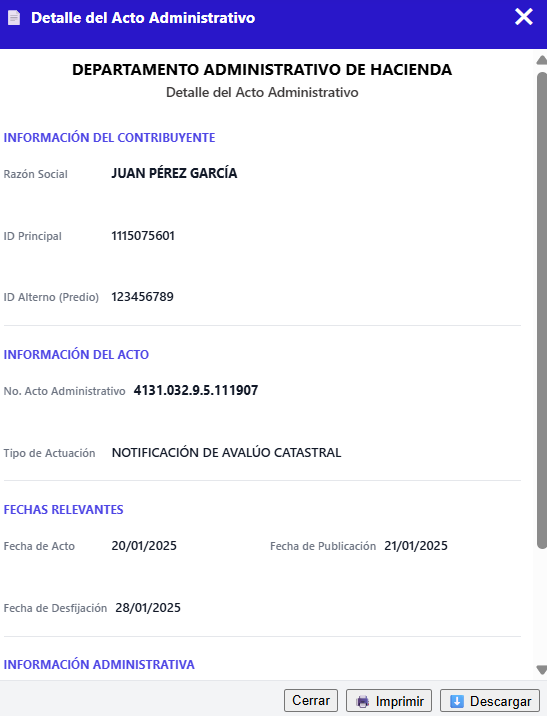 Detalle del Acto Administrativo
DEPARTAMENTO ADMINISTRATIVO DE HACIENDA
Detalle del Acto Administrativo
INFORMACIÓN DEL CONTRIBUYENTE
Razón Social JUAN PÉREZ GARCÍA
ID Principal 1115075601
ID Alterno (Predio) 123456789
INFORMACIÓN DEL ACTO
No. Acto Administrativo 4131.032.9.5.111907
Tipo de Actuación NOTIFICACIÓN DE AVALÚO CATASTRAL
FECHAS RELEVANTES
Fecha de Acto 20/01/2025 Fecha de Publicación 21/01/2025
Fecha de Desfijación 28/01/2025
INFORMACIÓN ADMINISTRATIVA
Cerrar Imprimir Descargar